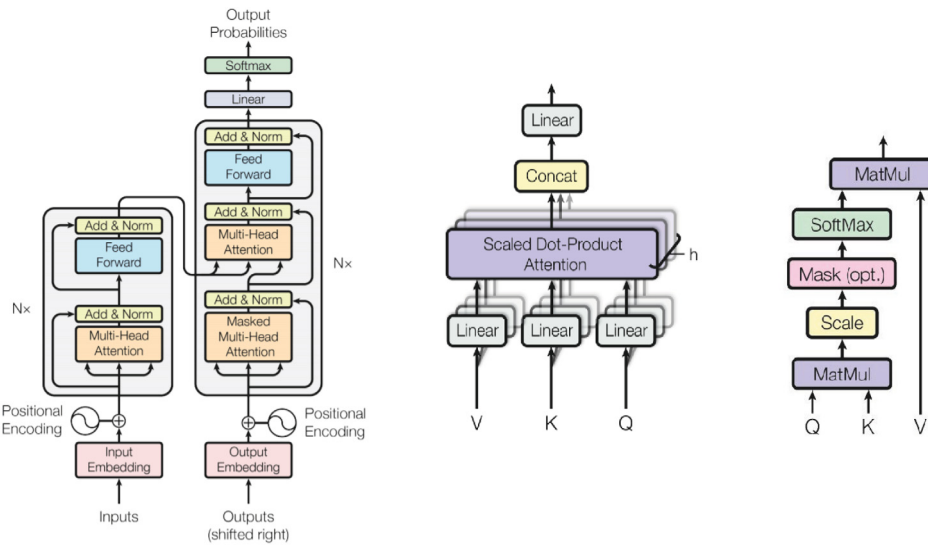 Output
Probabilities
Softmax
Linear
Add & Norm
Feed
Forward
Add & Norm
Multi-Head
Attention
Add & Norm
Masked
Multi-Head
Attention
Nx
Add & Norm
Feed
Forward
Add & Norm
Multi-Head
Attention
Nx
Positional
Encoding
Positional
Encoding
Input
Embedding
Output
Embedding
Inputs
Outputs
(shifted right)
Linear
Concat
Scaled Dot-Product
Attention
h
Linear
Linear
Linear
V
K
Q
MatMul
SoftMax
Mask (opt.)
Scale
MatMul
Q
K
V